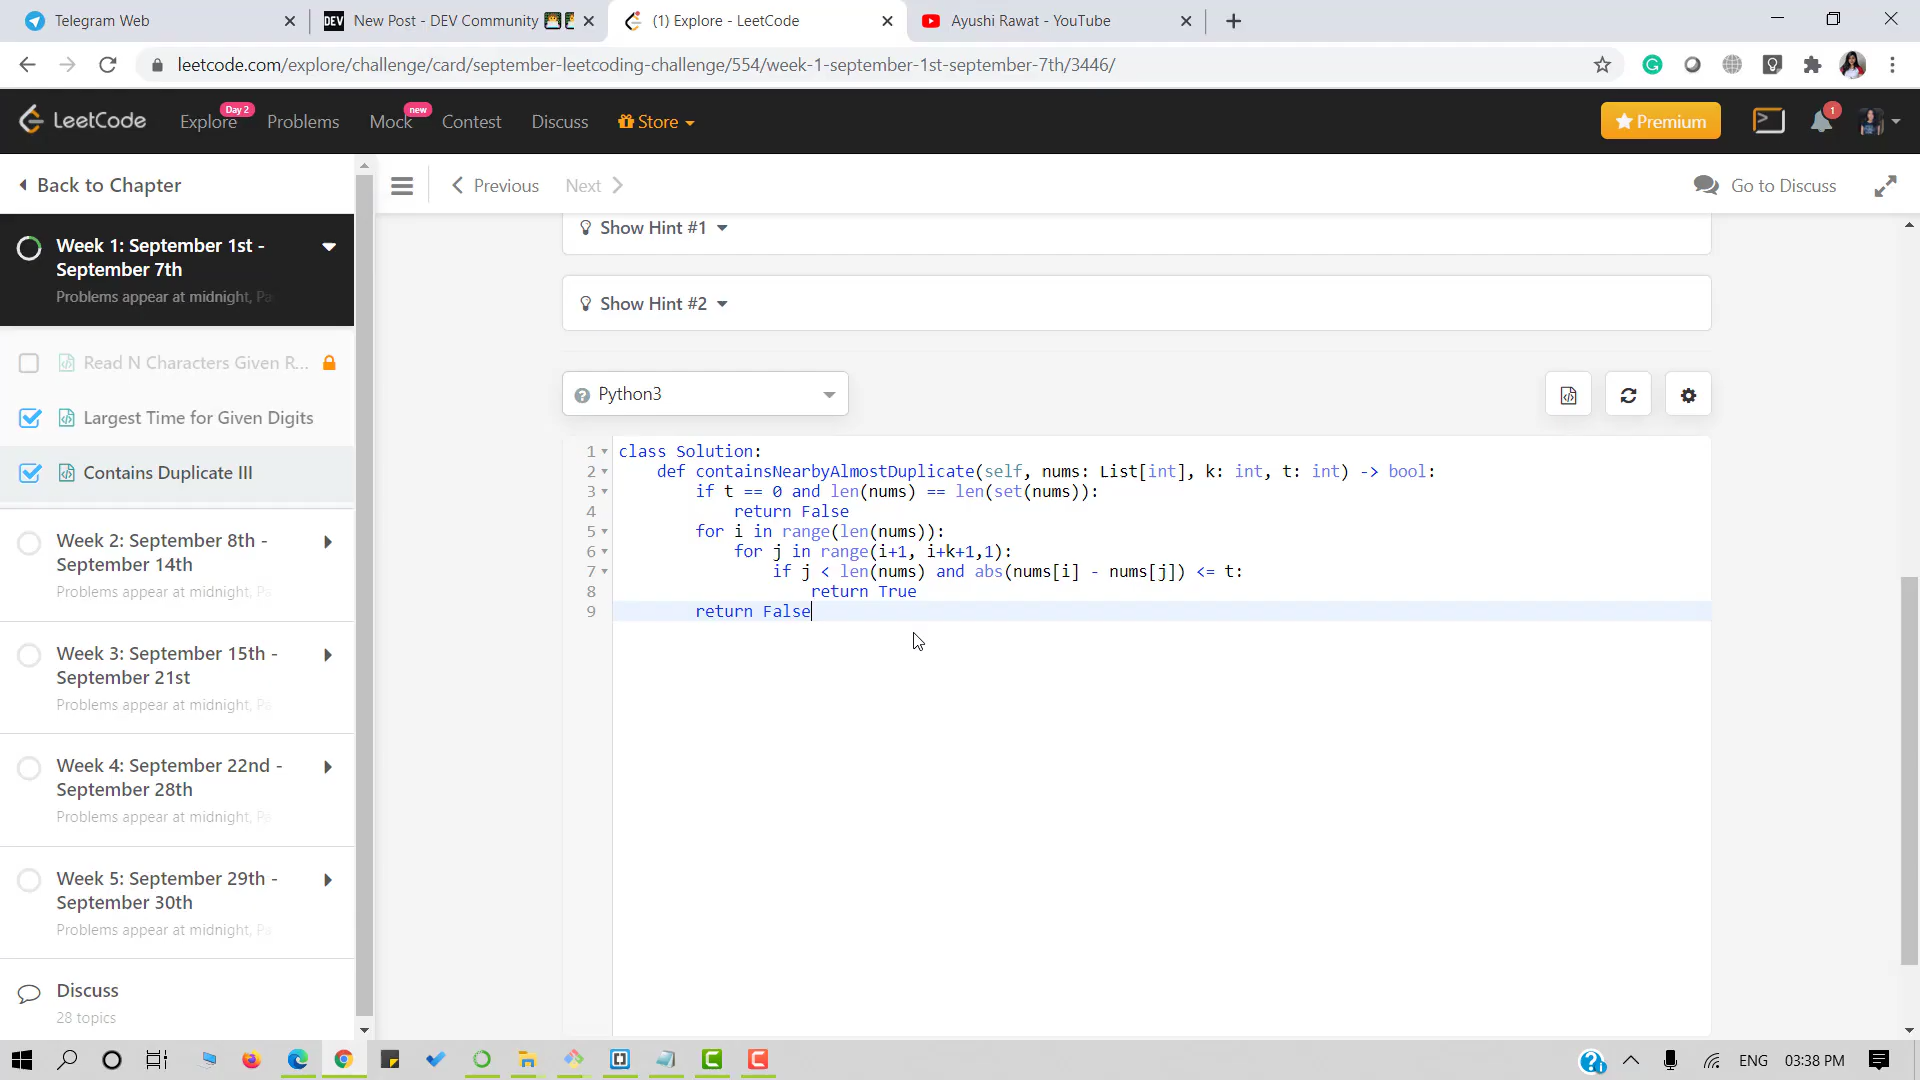 Telegram Web
DEV New Post - DEV Community
(1) Explore - LeetCode
Ayushi Rawat - YouTube
leetcode.com/explore/challenge/card/september-leetcoding-challenge/554/week-1-september-1st-september-7th/3446/
LeetCode
Explore
Day 2
Problems
Mock
new
Contest
Discuss
Store
Premium
1
Back to Chapter
Previous
Next
Go to Discuss
Week 1: September 1st -
September 7th
Problems appear at midnight, Pa
Read N Characters Given R...
Largest Time for Given Digits
Contains Duplicate III
Week 2: September 8th -
September 14th
Problems appear at midnight, Pa
Week 3: September 15th -
September 21st
Problems appear at midnight, Pa
Week 4: September 22nd -
September 28th
Problems appear at midnight, Pa
Week 5: September 29th -
September 30th
Problems appear at midnight, Pa
Discuss
28 topics
Show Hint #1
Show Hint #2
Python3
1 class Solution:
2 def containsNearbyAlmostDuplicate(self, nums: List[int], k: int, t: int) -> bool:
3 if t == 0 and len(nums) == len(set(nums)):
4 return False
5 for i in range(len(nums)):
6 for j in range(i+1, i+k+1,1):
7 if j < len(nums) and abs(nums[i] - nums[j]) <= t:
8 return True
9 return False
ENG
03:38 PM